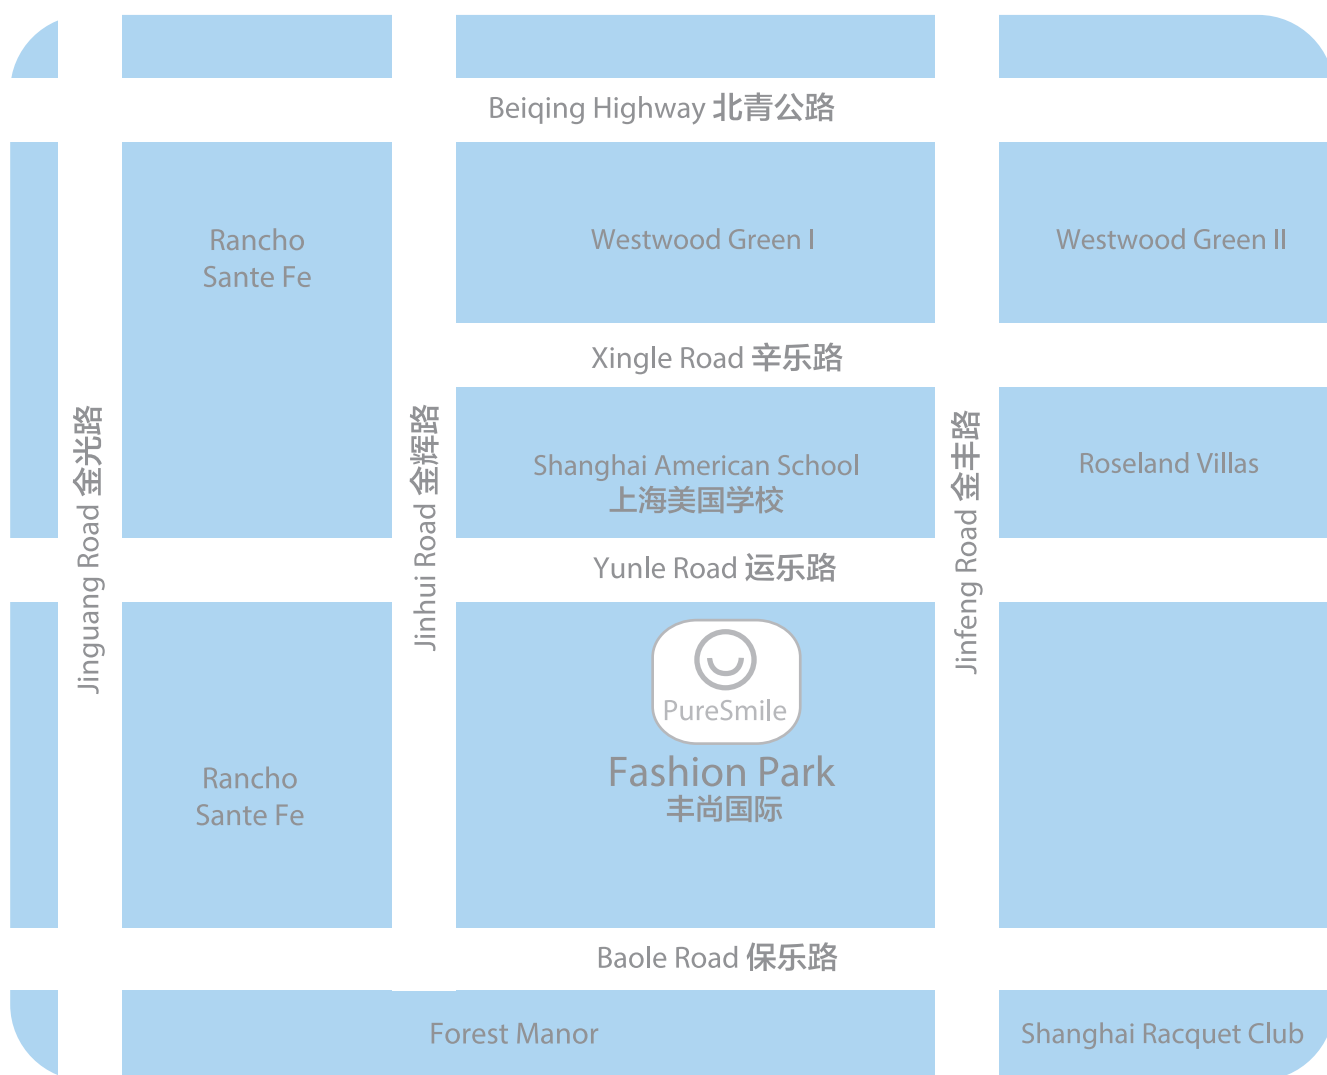 Beiqing Highway 北青公路
Rancho
Sante Fe
Westwood Green I
Westwood Green II
Xingle Road 辛乐路
Jinguang Road 金光路
Jinhui Road 金辉路
Shanghai American School
上海美国学校
Jinfeng Road 金丰路
Roseland Villas
Yunle Road 运乐路
PureSmile
Fashion Park
丰尚国际
Rancho
Sante Fe
Baole Road 保乐路
Forest Manor
Shanghai Racquet Club